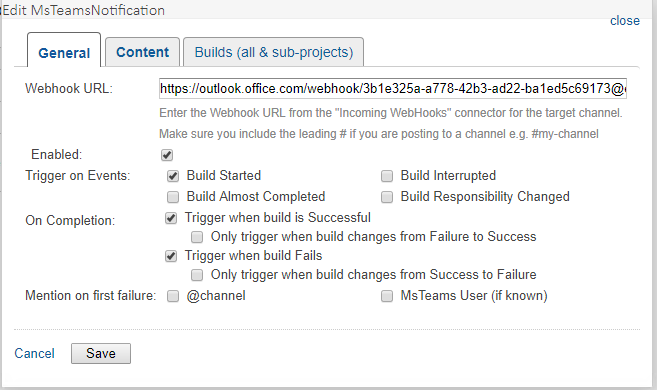 Edit MsTeamsNotification
close
General Content Builds (all & sub-projects)
Webhook URL: https://outlook.office.com/webhook/3b1e325a-a778-42b3-ad22-ba1ed5c69173@
Enter the Webhook URL from the "Incoming WebHooks" connector for the target channel.
Make sure you include the leading # if you are posting to a channel e.g. #my-channel
Enabled:
Trigger on Events: Build Started Build Interrupted
Build Almost Completed Build Responsibility Changed
On Completion: Trigger when build is Successful
Only trigger when build changes from Failure to Success
Trigger when build Fails
Only trigger when build changes from Success to Failure
Mention on first failure: @channel MsTeams User (if known)
Cancel Save